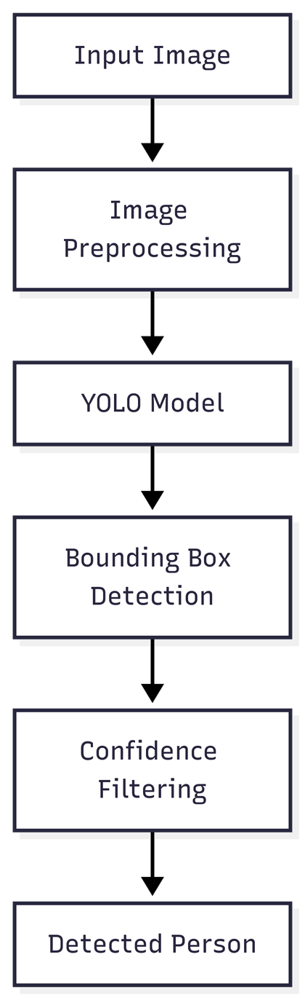 Input Image
Image
Preprocessing
YOLO Model
Bounding Box
Detection
Confidence
Filtering
Detected Person